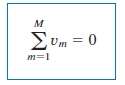 M
∑ v_m = 0
m=1